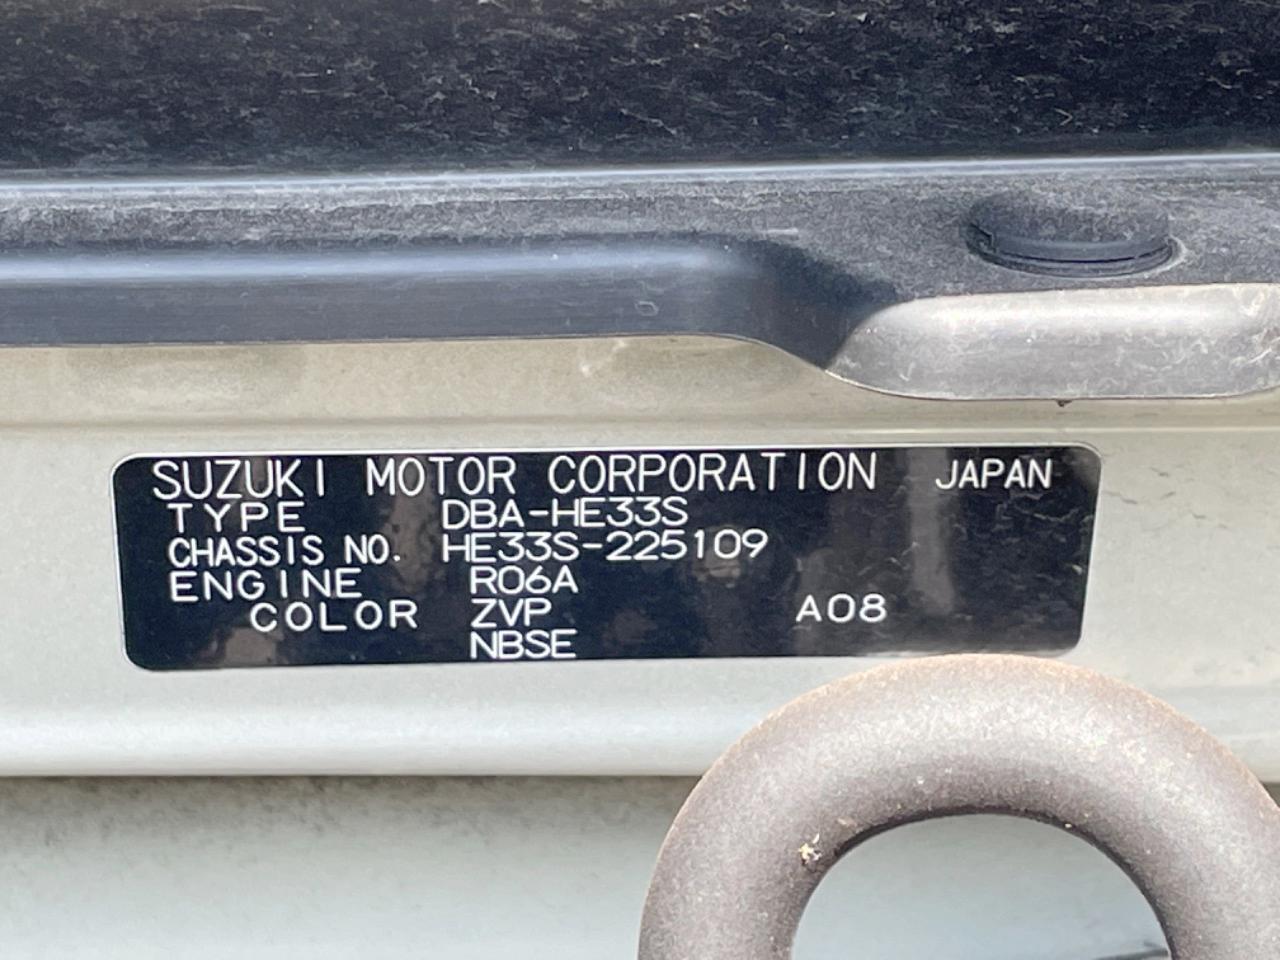 SUZUKI MOTOR CORPORATION JAPAN
TYPE DBA-HE33S
CHASSIS NO. HE33S-225109
ENGINE R06A
COLOR ZVP A08
NBSE